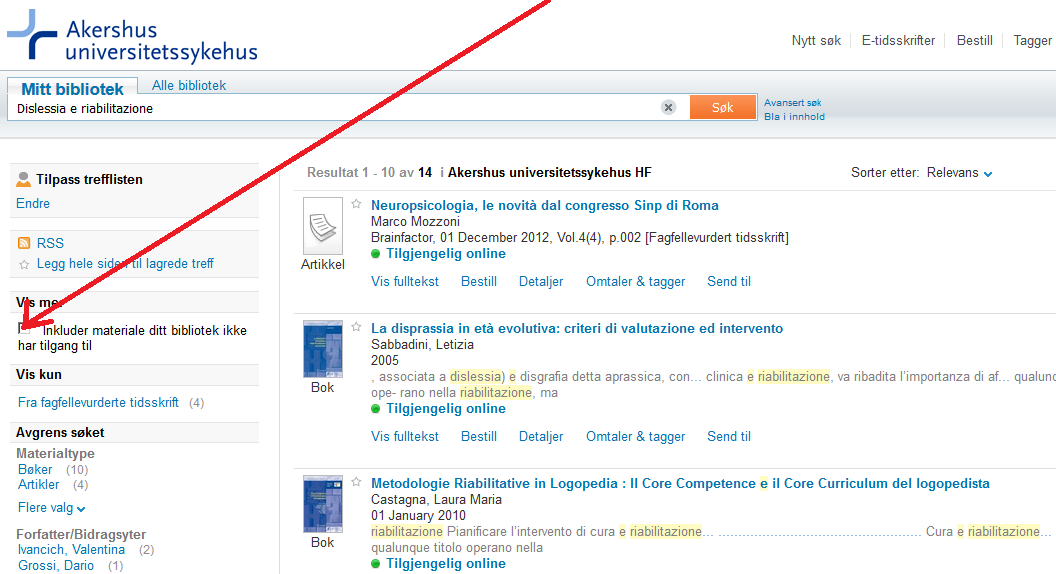 Akershus
universitetssykehus
Nytt søk
E-tidsskrifter
Bestill
Tagger
Mitt bibliotek
Alle bibliotek
Dislessia e riabilitazione
Søk
Avansert søk
Bla i innhold
Tilpass trefflisten
Endre
RSS
Legg hele siden til lagrede treff
Vis mer
Inkluder materiale ditt bibliotek ikke
har tilgang til
Vis kun
Fra fagfellevurderte tidsskrift (4)
Avgrens søket
Materialtype
Bøker (10)
Artikler (4)
Flere valg
Forfatter/Bidragsyter
Ivancich, Valentina (2)
Grossi, Dario (1)
Resultat 1 - 10 av 14 i Akershus universitetssykehus HF
Sorter etter: Relevans
Artikkel
Neuropsicologia, le novità dal congresso Sinp di Roma
Marco Mozzoni
Brainfactor, 01 December 2012, Vol.4(4), p.002 [Fagfellevurdert tidsskrift]
Tilgjengelig online
Vis fulltekst Bestill Detaljer Omtaler & tagger Send til
Bok
La disprassia in età evolutiva: criteri di valutazione ed intervento
Sabbadini, Letizia
2005
, associata a dislessia) e disgrafia detta aprassica, con... clinica e riabilitazione, va ribadita l'importanza di af... qualunc
ope- rano nella riabilitazione, ma
Tilgjengelig online
Vis fulltekst Bestill Detaljer Omtaler & tagger Send til
Bok
Metodologie Riabilitative in Logopedia : Il Core Competence e il Core Curriculum del logopedista
Castagna, Laura Maria
01 January 2010
riabilitazione Pianificare l'intervento di cura e riabilitazione... ................................................... Cura e riabilitazione...
qualunque titolo operano nella
Tilgjengelig online